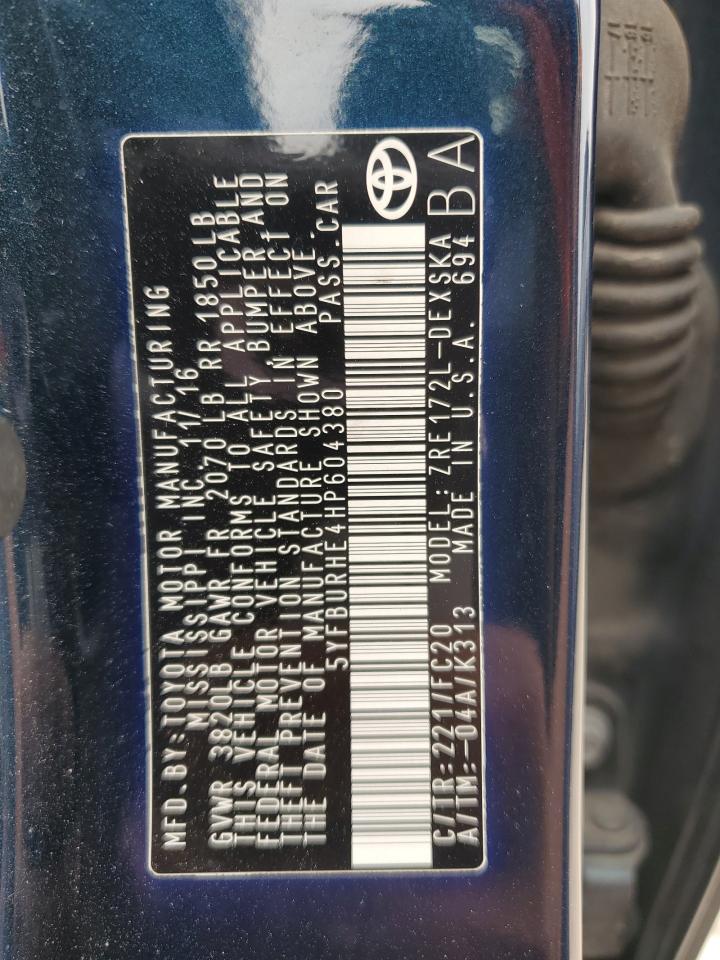 MFD.BY:TOYOTA MOTOR MANUFACTURING
MISSISSIPPI INC. 11/16
GVWR 3820LB GAWR FR 2070 LB RR 1850LB
THIS VEHICLE CONFORMS TO ALL APPLICABLE
FEDERAL MOTOR VEHICLE SAFETY BUMPER AND
THEFT PREVENTION STANDARDS IN EFFECT ON
THE DATE OF MANUFACTURE SHOWN ABOVE.
5YFBURHE4HP604380 PASS.CAR
C/TR:221/FC20 MODEL:ZRE172L-DEXSKA
A/TM:-04A/K313 MADE IN U.S.A. 694
BA